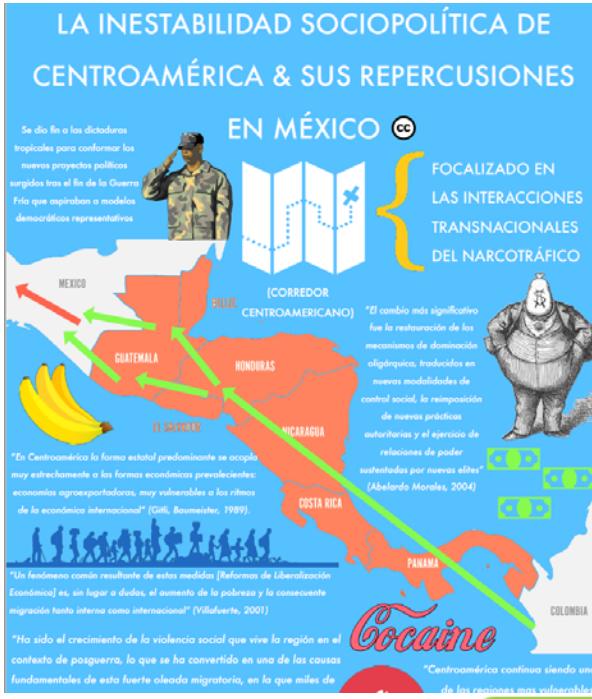 LA INESTABILIDAD SOCIOPOLÍTICA DE
CENTROAMÉRICA & SUS REPERCUSIONES
EN MÉXICO
cc
Se dio fin a las dictaduras
tropicales para conformar los
nuevos proyectos políticos
surgidos tras el fin de la Guerra
Fría que aspiraban a modelos
democráticos representativos
FOCALIZADO EN
LAS INTERACCIONES
TRANSNACIONALES
DEL NARCOTRÁFICO
(CORREDOR
CENTROAMERICANO)
MEXICO
BELIZE
GUATEMALA
HONDURAS
EL SALVADOR
NICARAGUA
COSTA RICA
PANAMA
COLOMBIA
"El cambio más significativo
fue la restauración de los
mecanismos de dominación
oligárquica, traducidos en
nuevas modalidades de
control social, la reimposición
de nuevas prácticas
autoritarias y el ejercicio de
relaciones de poder
sustentadas por nuevas elites"
(Abelardo Morales, 2004)
"En Centroamérica la forma estatal predominante se acopla
muy estrechamente a las formas económicas prevalecientes:
economías agroexportadoras, muy vulnerables a los ritmos
de la económica internacional" (Gitli, Baumeister, 1989).
"Un fenómeno común resultante de estas medidas [Reformas de Liberalización
Económica] es, sin lugar a dudas, el aumento de la pobreza y la consecuente
migración tanto interna como internacional" (Villafuerte, 2001)
Cocaine
"Ha sido el crecimiento de la violencia social que vive la región en el
contexto de posguerra, lo que se ha convertido en una de las causas
fundamentales de esta fuerte oleada migratoria, en la que miles de
"Centroamérica continua siendo una
de las regiones mas vulnerables